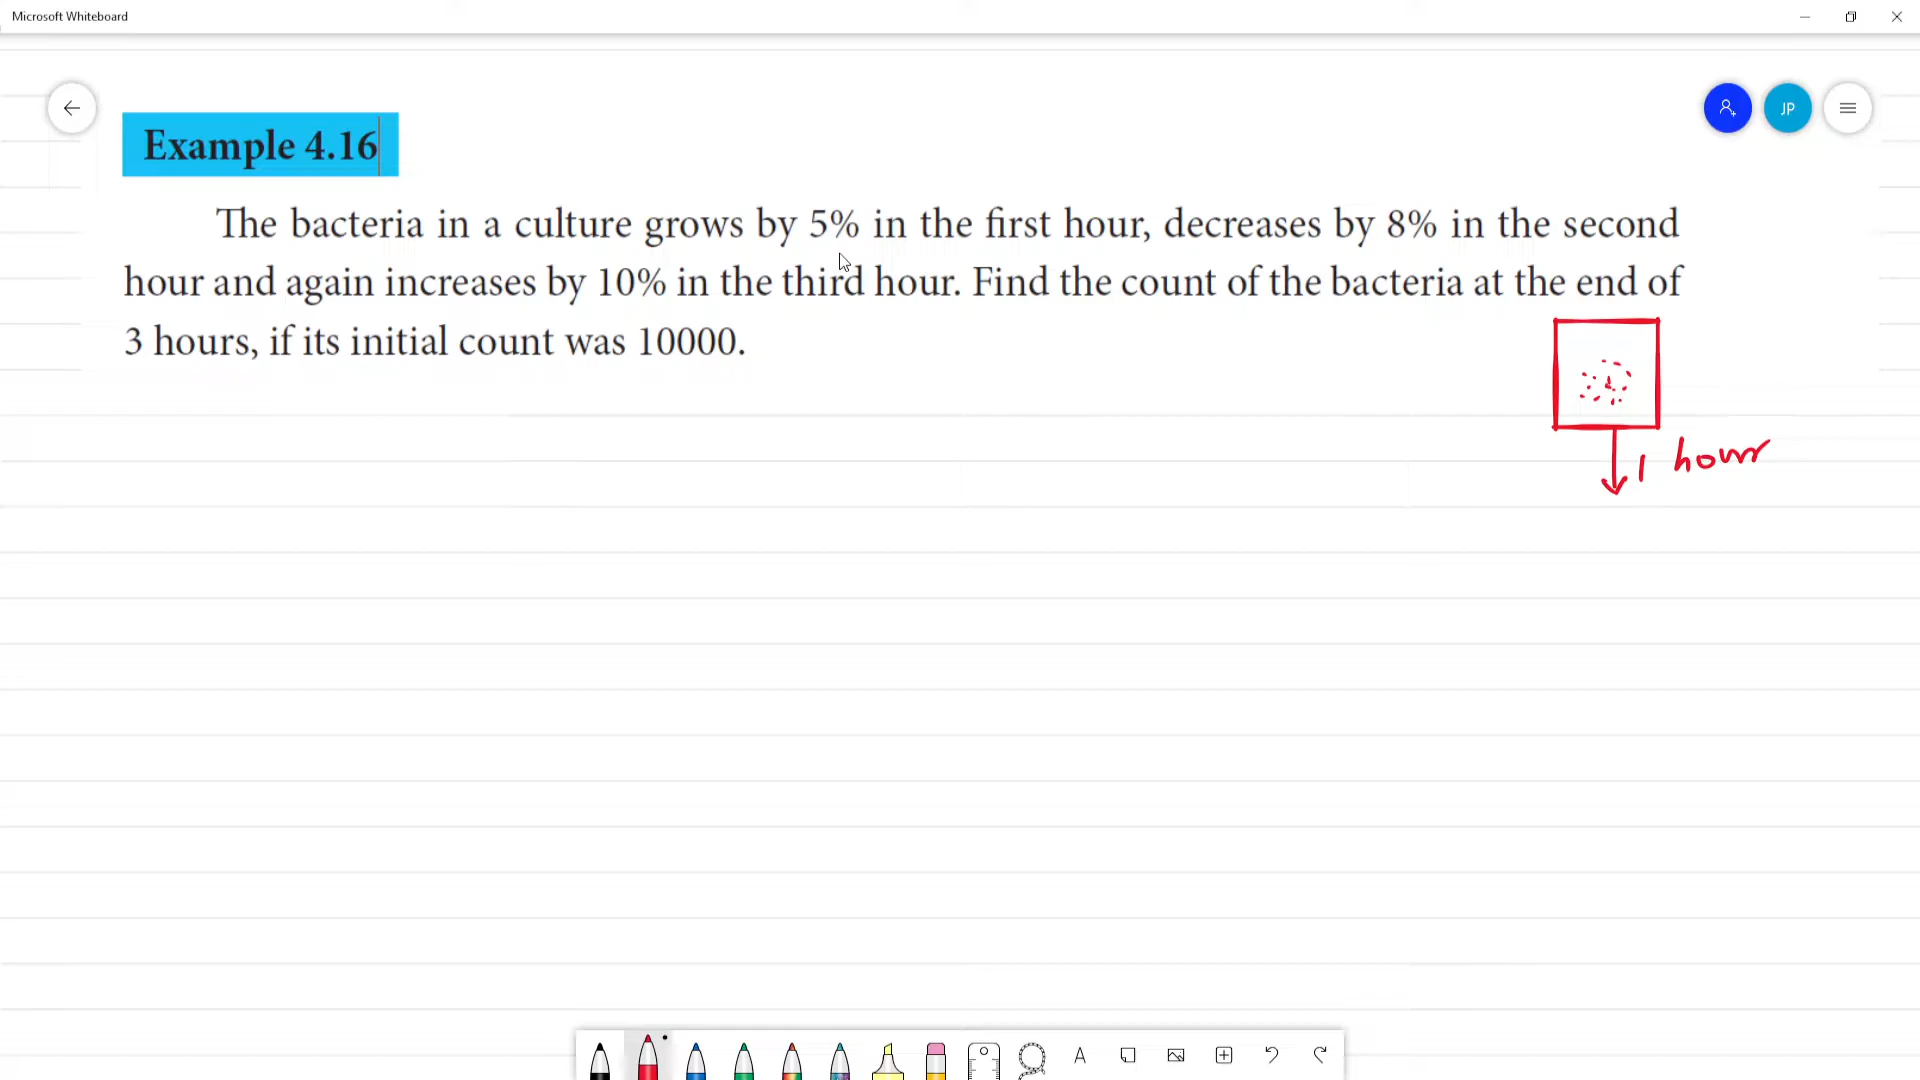 Microsoft Whiteboard
JP
Example 4.16
The bacteria in a culture grows by 5% in the first hour, decreases by 8% in the second
hour and again increases by 10% in the third hour. Find the count of the bacteria at the end of
3 hours, if its initial count was 10000.
1 hour
A